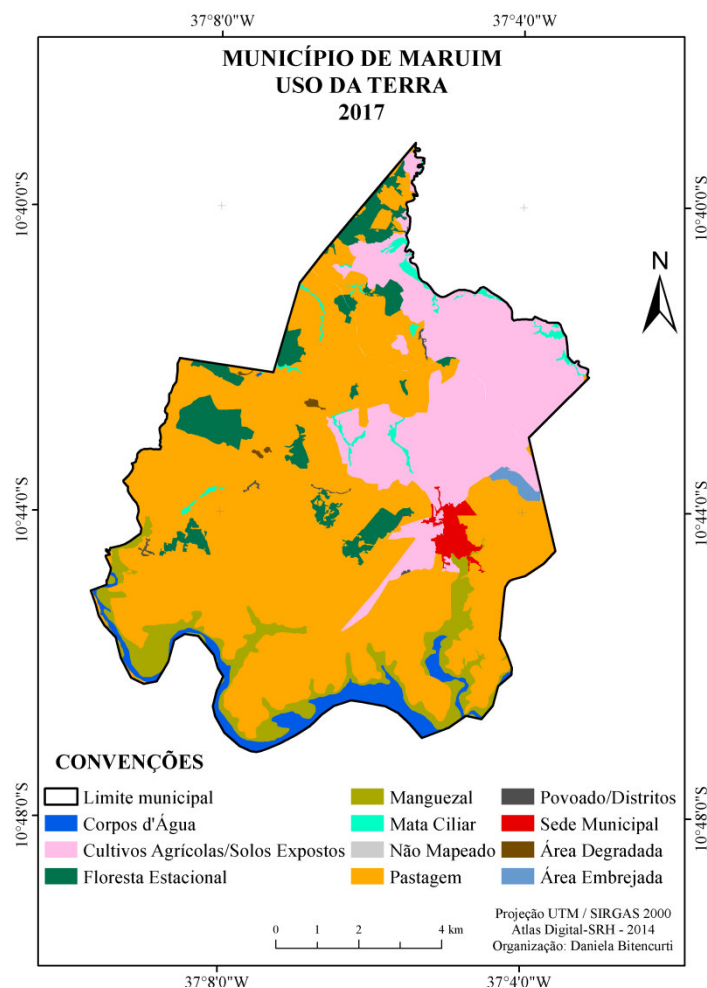 37°8'0"W
37°4'0"W
MUNICÍPIO DE MARUIM
USO DA TERRA
2017
10°40'0"S
10°40'0"S
N
10°44'0"S
10°44'0"S
10°48'0"S
10°48'0"S
CONVENÇÕES
Limite municipal
Corpos d'Água
Cultivos Agrícolas/Solos Expostos
Floresta Estacional
Manguezal
Mata Ciliar
Não Mapeado
Pastagem
Povoado/Distritos
Sede Municipal
Área Degradada
Área Embrejada
0 1 2 4 km
Projeção UTM / SIRGAS 2000
Atlas Digital-SRH - 2014
Organização: Daniela Bitencurti
37°8'0"W
37°4'0"W